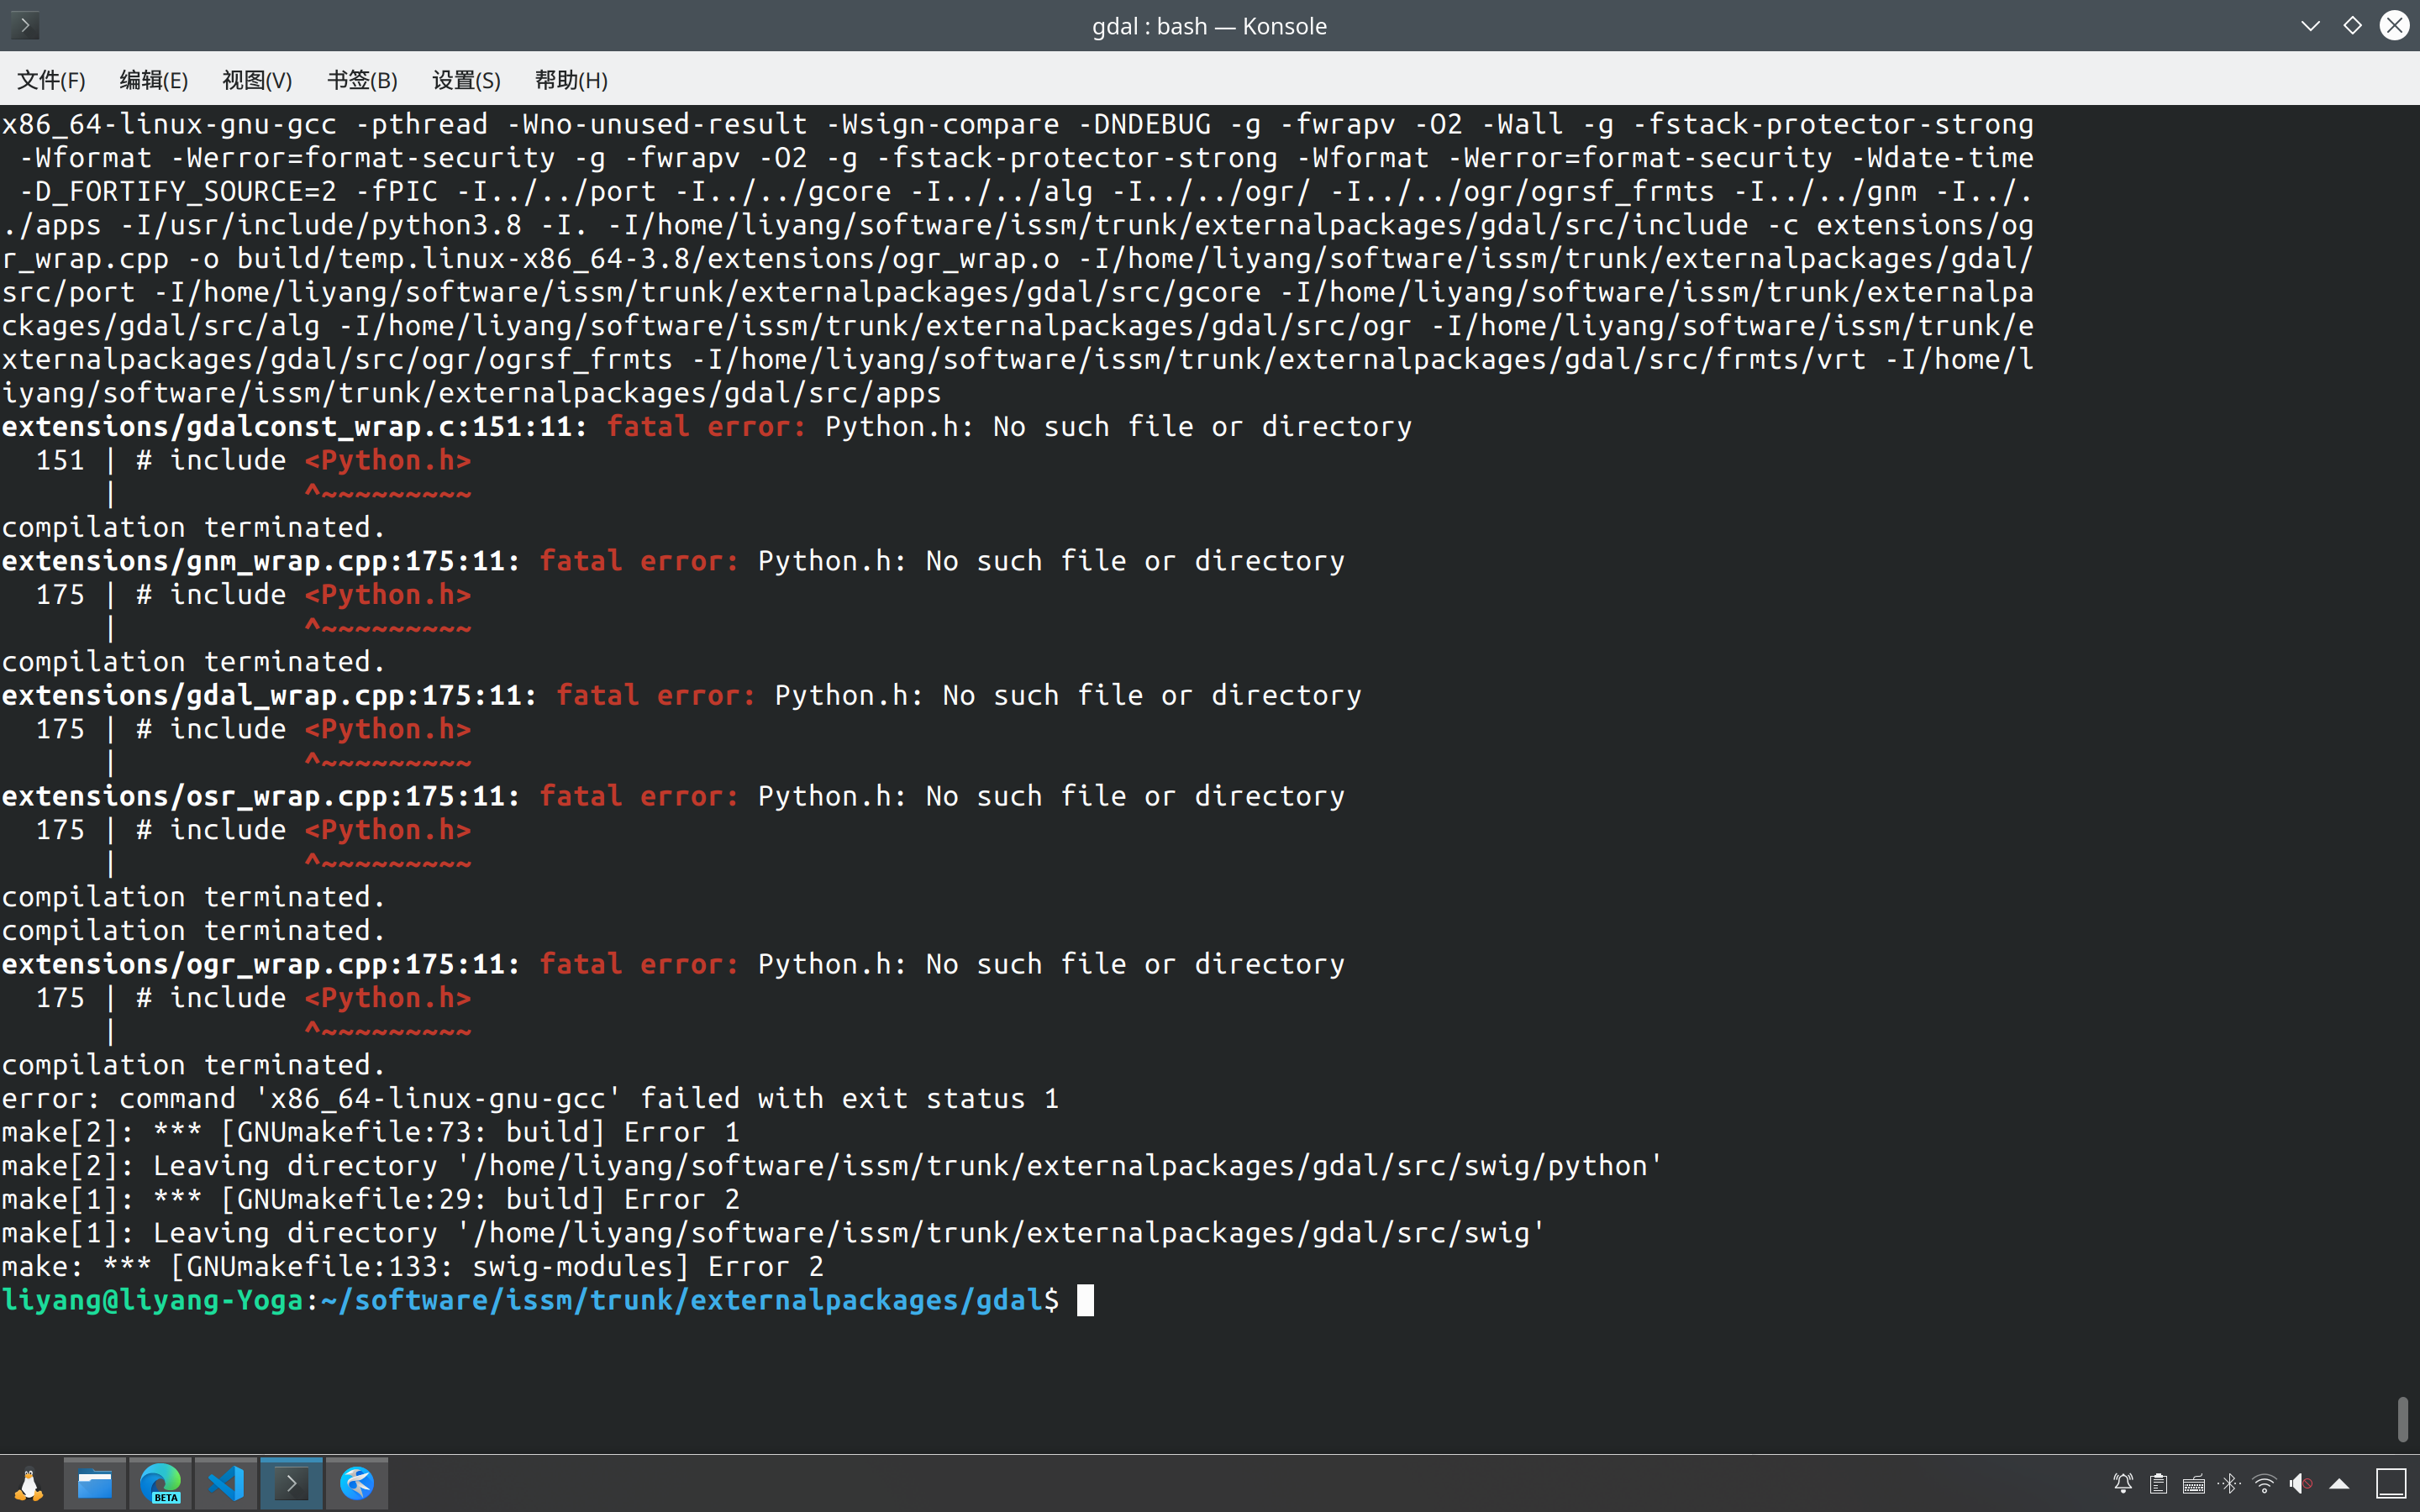 gdal : bash — Konsole
文件(F) 编辑(E) 视图(V) 书签(B) 设置(S) 帮助(H)
x86_64-linux-gnu-gcc -pthread -Wno-unused-result -Wsign-compare -DNDEBUG -g -fwrapv -O2 -Wall -g -fstack-protector-strong
 -Wformat -Werror=format-security -g -fwrapv -O2 -g -fstack-protector-strong -Wformat -Werror=format-security -Wdate-time
 -D_FORTIFY_SOURCE=2 -fPIC -I../../port -I../../gcore -I../../alg -I../../ogr/ -I../../ogr/ogrsf_frmts -I../../gnm -I../.
./apps -I/usr/include/python3.8 -I. -I/home/liyang/software/issm/trunk/externalpackages/gdal/src/include -c extensions/og
r_wrap.cpp -o build/temp.linux-x86_64-3.8/extensions/ogr_wrap.o -I/home/liyang/software/issm/trunk/externalpackages/gdal/
src/port -I/home/liyang/software/issm/trunk/externalpackages/gdal/src/gcore -I/home/liyang/software/issm/trunk/externalpa
ckages/gdal/src/alg -I/home/liyang/software/issm/trunk/externalpackages/gdal/src/ogr -I/home/liyang/software/issm/trunk/e
xternalpackages/gdal/src/ogr/ogrsf_frmts -I/home/liyang/software/issm/trunk/externalpackages/gdal/src/frmts/vrt -I/home/l
iyang/software/issm/trunk/externalpackages/gdal/src/apps
extensions/gdalconst_wrap.c:151:11: fatal error: Python.h: No such file or directory
  151 | # include <Python.h>
      |           ^~~~~~~~~~
compilation terminated.
extensions/gnm_wrap.cpp:175:11: fatal error: Python.h: No such file or directory
  175 | # include <Python.h>
      |           ^~~~~~~~~~
compilation terminated.
extensions/gdal_wrap.cpp:175:11: fatal error: Python.h: No such file or directory
  175 | # include <Python.h>
      |           ^~~~~~~~~~
extensions/osr_wrap.cpp:175:11: fatal error: Python.h: No such file or directory
  175 | # include <Python.h>
      |           ^~~~~~~~~~
compilation terminated.
compilation terminated.
extensions/ogr_wrap.cpp:175:11: fatal error: Python.h: No such file or directory
  175 | # include <Python.h>
      |           ^~~~~~~~~~
compilation terminated.
error: command 'x86_64-linux-gnu-gcc' failed with exit status 1
make[2]: *** [GNUmakefile:73: build] Error 1
make[2]: Leaving directory '/home/liyang/software/issm/trunk/externalpackages/gdal/src/swig/python'
make[1]: *** [GNUmakefile:29: build] Error 2
make[1]: Leaving directory '/home/liyang/software/issm/trunk/externalpackages/gdal/src/swig'
make: *** [GNUmakefile:133: swig-modules] Error 2
liyang@liyang-Yoga:~/software/issm/trunk/externalpackages/gdal$
BETA